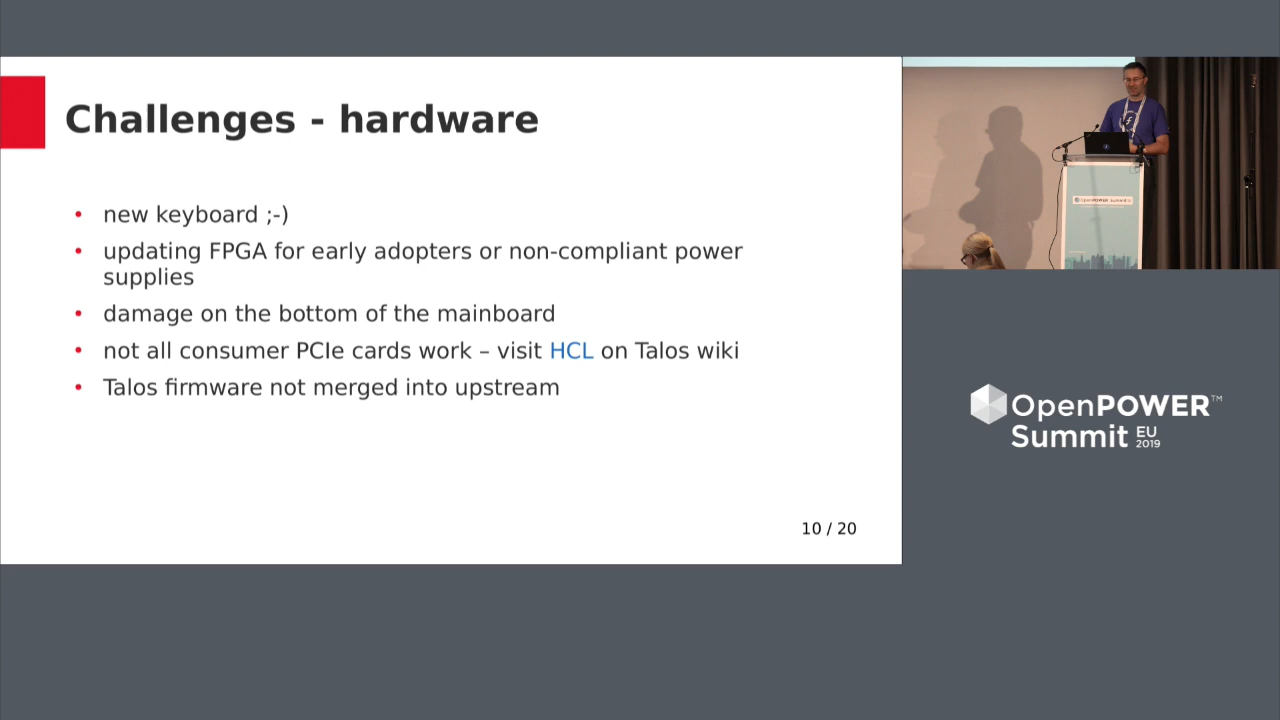 Challenges - hardware
• new keyboard ;-)
• updating FPGA for early adopters or non-compliant power
supplies
• damage on the bottom of the mainboard
• not all consumer PCIe cards work – visit HCL on Talos wiki
• Talos firmware not merged into upstream
10 / 20
OpenPOWER™
Summit EU
2019